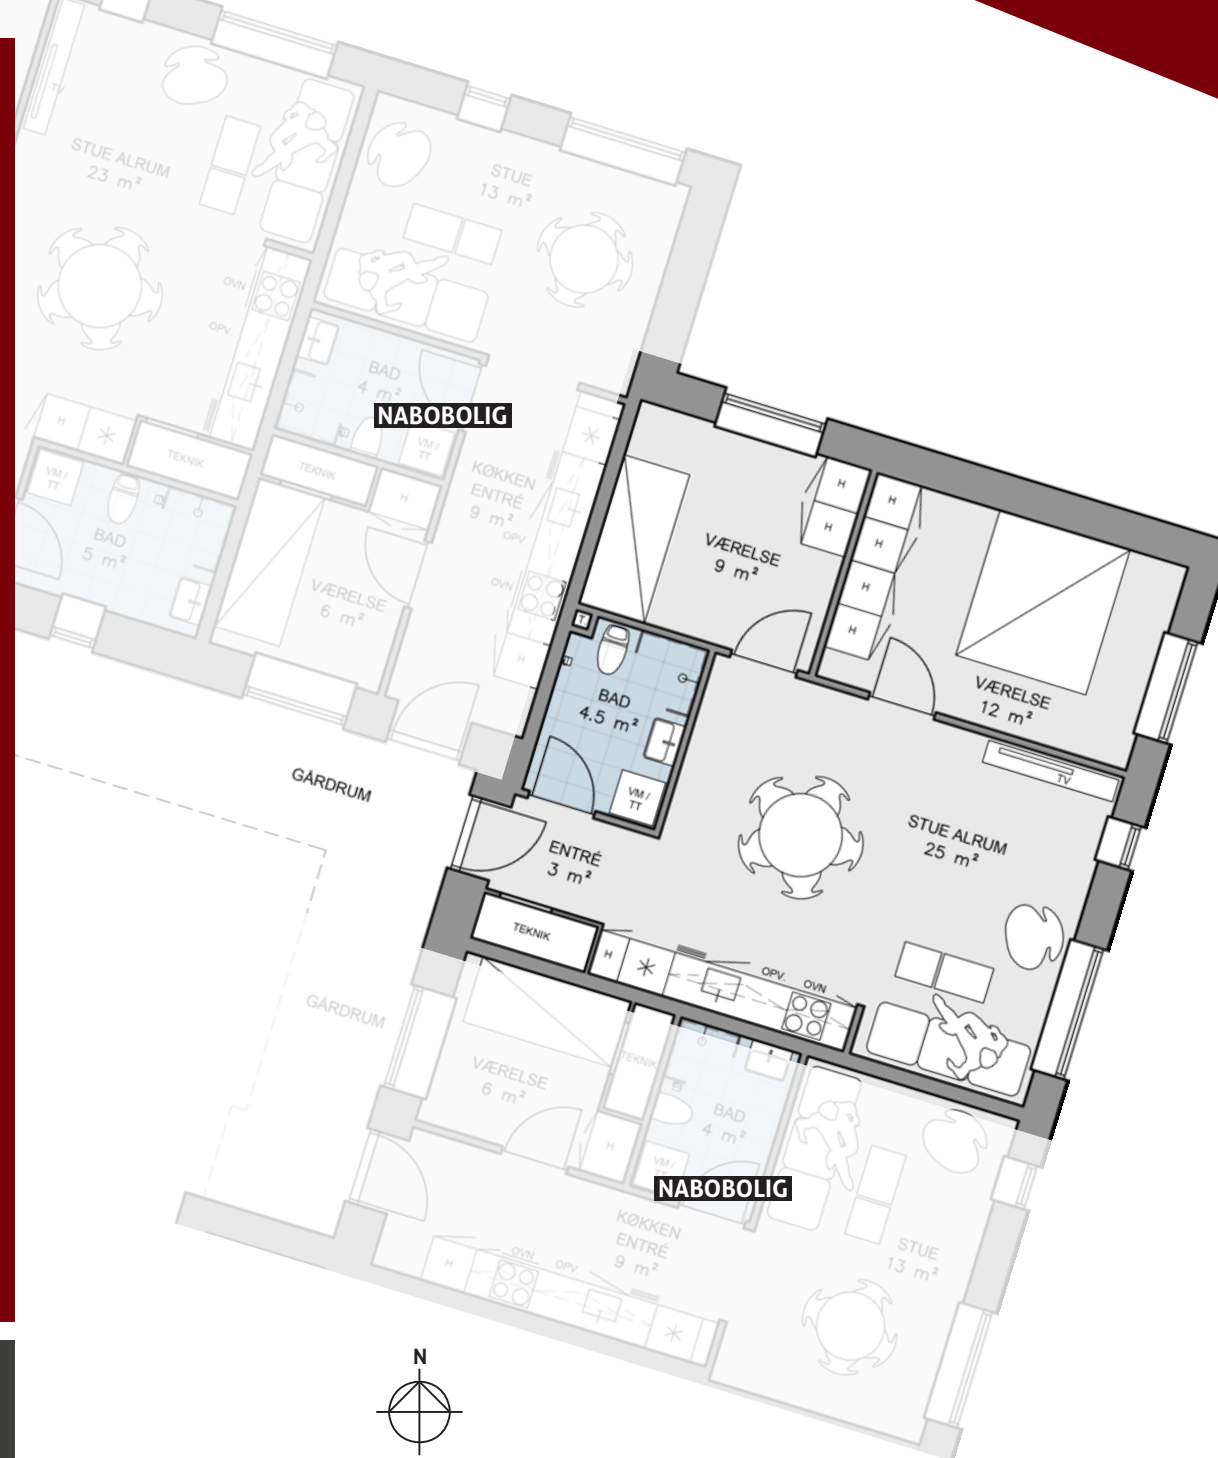 TV
STUE ALRUM
23 m²
STUE
13 m²
OVN
OPV.
BAD
4 m²
NABOBOLIG
H
TEKNIK
VM /
TT
BAD
5 m²
TEKNIK
H
VM /
TT
KØKKEN
ENTRÉ
9 m²
OPV.
OVN
H
VÆRELSE
6 m²
VÆRELSE
9 m²
H
H
H
H
H
H
VÆRELSE
12 m²
T
BAD
4.5 m²
VM /
TT
TV
GÅRDRUM
ENTRÉ
3 m²
STUE ALRUM
25 m²
TEKNIK
H
OPV.
OVN
GÅRDRUM
VÆRELSE
6 m²
TEKNIK
BAD
4 m²
H
VM /
TT
NABOBOLIG
KØKKEN
ENTRÉ
9 m²
STUE
13 m²
H
OVN
OPV.
N